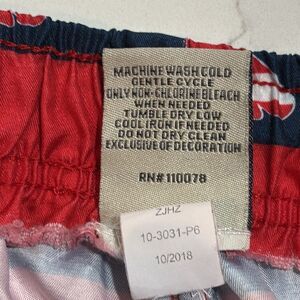 MACHINE WASH COLD
GENTLE CYCLE
ONLY NON-CHLORINE BLEACH
WHEN NEEDED
TUMBLE DRY LOW
COOL IRON IF NEEDED
DO NOT DRY CLEAN
EXCLUSIVE OF DECORATION
RN# 110078
ZJHZ
10-3031-P6
10/2018